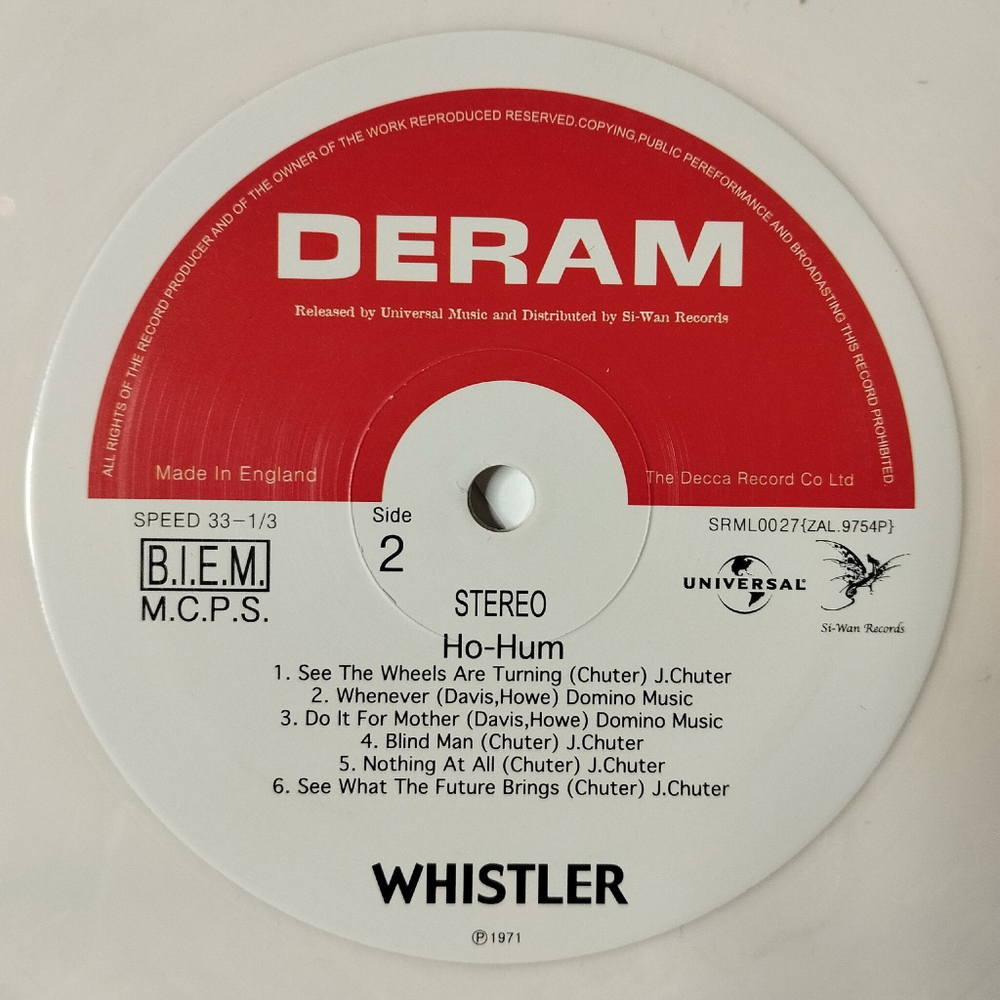 ALL RIGHTS OF THE RECORD PRODUCER AND OF THE OWNER OF THE WORK REPRODUCED RESERVED.COPYING,PUBLIC PEREFORMANCE AND BROADASTING THIS RECORD PROHIBITED.
DERAM
Released by Universal Music and Distributed by Si-Wan Records
Made In England
The Decca Record Co Ltd
SPEED 33-1/3
B.I.E.M.
M.C.P.S.
Side
2
SRML0027{ZAL.9754P}
UNIVERSAL®
Si-Wan Records
STEREO
Ho-Hum
1. See The Wheels Are Turning (Chuter) J.Chuter
2. Whenever (Davis,Howe) Domino Music
3. Do It For Mother (Davis,Howe) Domino Music
4. Blind Man (Chuter) J.Chuter
5. Nothing At All (Chuter) J.Chuter
6. See What The Future Brings (Chuter) J.Chuter
WHISTLER
℗1971